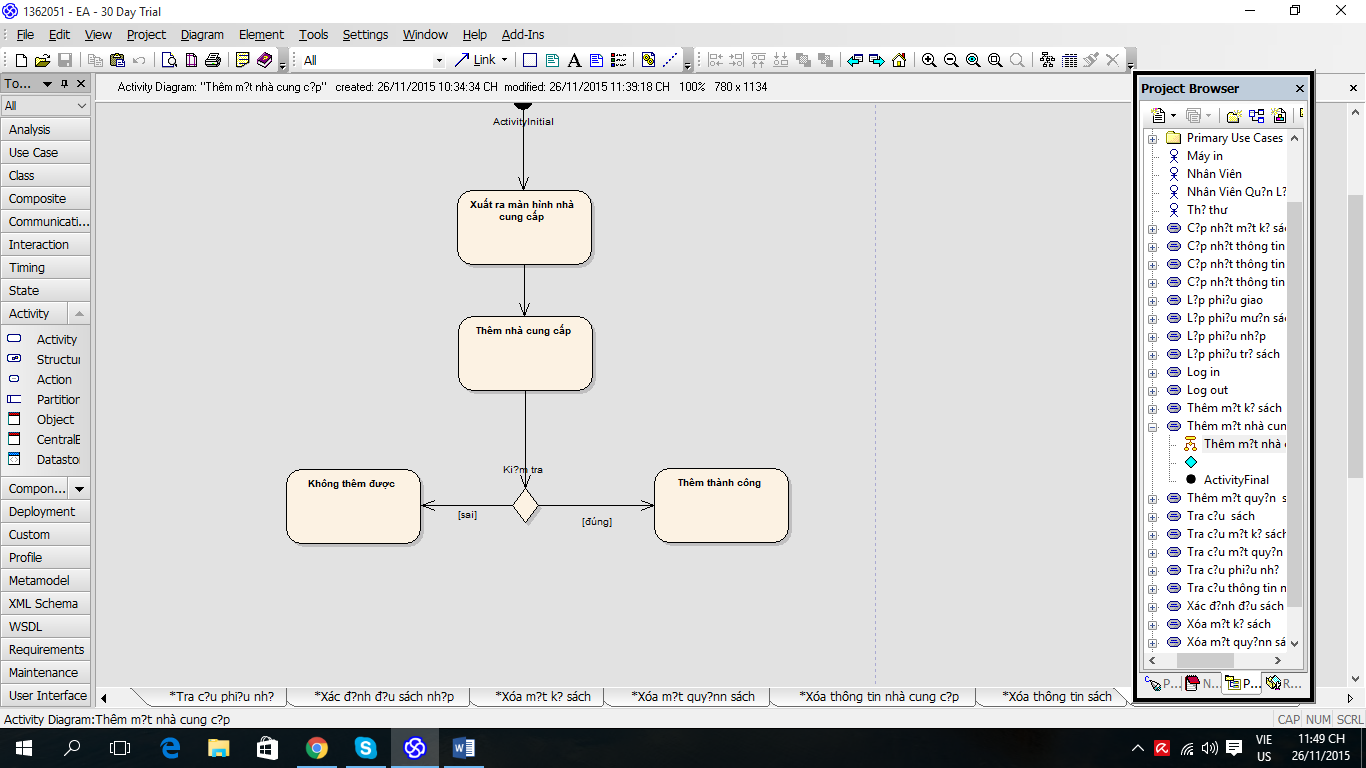 1362051 - EA - 30 Day Trial
File Edit View Project Diagram Element Tools Settings Window Help Add-Ins
All Link
To...
All
Analysis
Use Case
Class
Composite
Communicati...
Interaction
Timing
State
Activity
Activity
Structur
Action
Partitior
Object
CentralE
Datasto
Compon...
Deployment
Custom
Profile
Metamodel
XML Schema
WSDL
Requirements
Maintenance
User Interface
Activity Diagram: "Thêm m?t nhà cung c?p" created: 26/11/2015 10:34:34 CH modified: 26/11/2015 11:39:18 CH 100% 780 x 1134
ActivityInitial
Xuất ra màn hình nhà
cung cấp
Thêm nhà cung cấp
Ki?m tra
Không thêm được
[sai]
[đúng]
Thêm thành công
Project Browser
Primary Use Cases
Máy in
Nhân Viên
Nhân Viên Qu?n L?
Th? thư
C?p nh?t m?t k? sác
C?p nh?t thông tin
C?p nh?t thông tin
C?p nh?t thông tin
L?p phi?u giao
L?p phi?u mư?n sác
L?p phi?u nh?p
L?p phi?u tr? sách
Log in
Log out
Thêm m?t k? sách
Thêm m?t nhà cun
Thêm m?t nhà
ActivityFinal
Thêm m?t quy?n s
Tra c?u sách
Tra c?u m?t k? sách
Tra c?u m?t quy?n
Tra c?u phi?u nh?
Tra c?u thông tin n
Xác đ?nh đ?u sách
Xóa m?t k? sách
Xóa m?t quy?nn sá
P... N... P... R...
*Tra c?u phi?u nh? *Xác đ?nh đ?u sách nh?p *Xóa m?t k? sách *Xóa m?t quy?nn sách *Xóa thông tin nhà cung c?p *Xóa thông tin sách
Activity Diagram:Thêm m?t nhà cung c?p CAP NUM SCRL
VIE 11:49 CH
US 26/11/2015